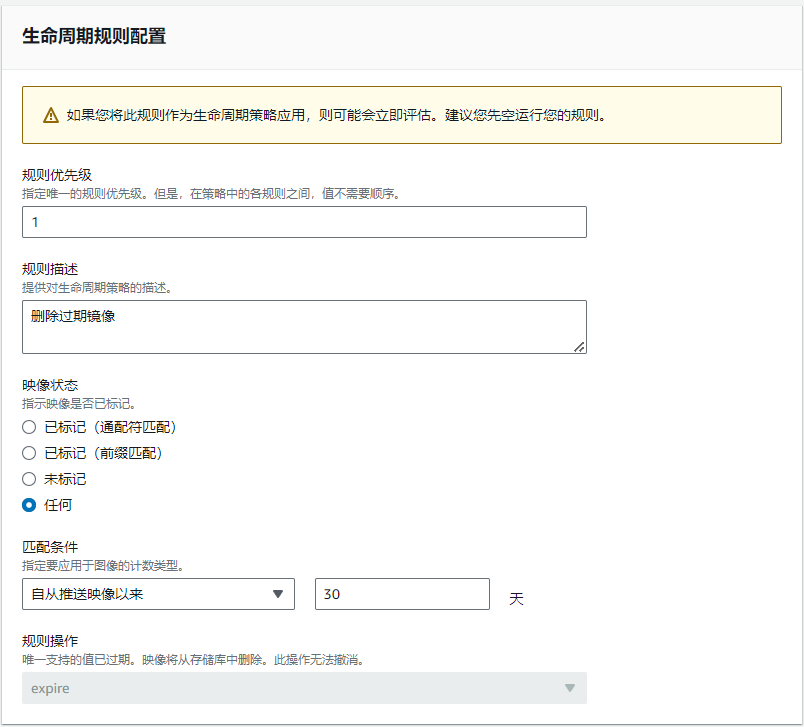 生命周期规则配置
如果您将此规则作为生命周期策略应用，则可能会立即评估。建议您先空运行您的规则。
规则优先级
指定唯一的规则优先级。但是，在策略中的各规则之间，值不需要顺序。
1
规则描述
提供对生命周期策略的描述。
删除过期镜像
映像状态
指示映像是否已标记。
已标记（通配符匹配）
已标记（前缀匹配）
未标记
任何
匹配条件
指定要应用于图像的计数类型。
自从推送映像以来 30 天
规则操作
唯一支持的值已过期。映像将从存储库中删除。此操作无法撤消。
expire